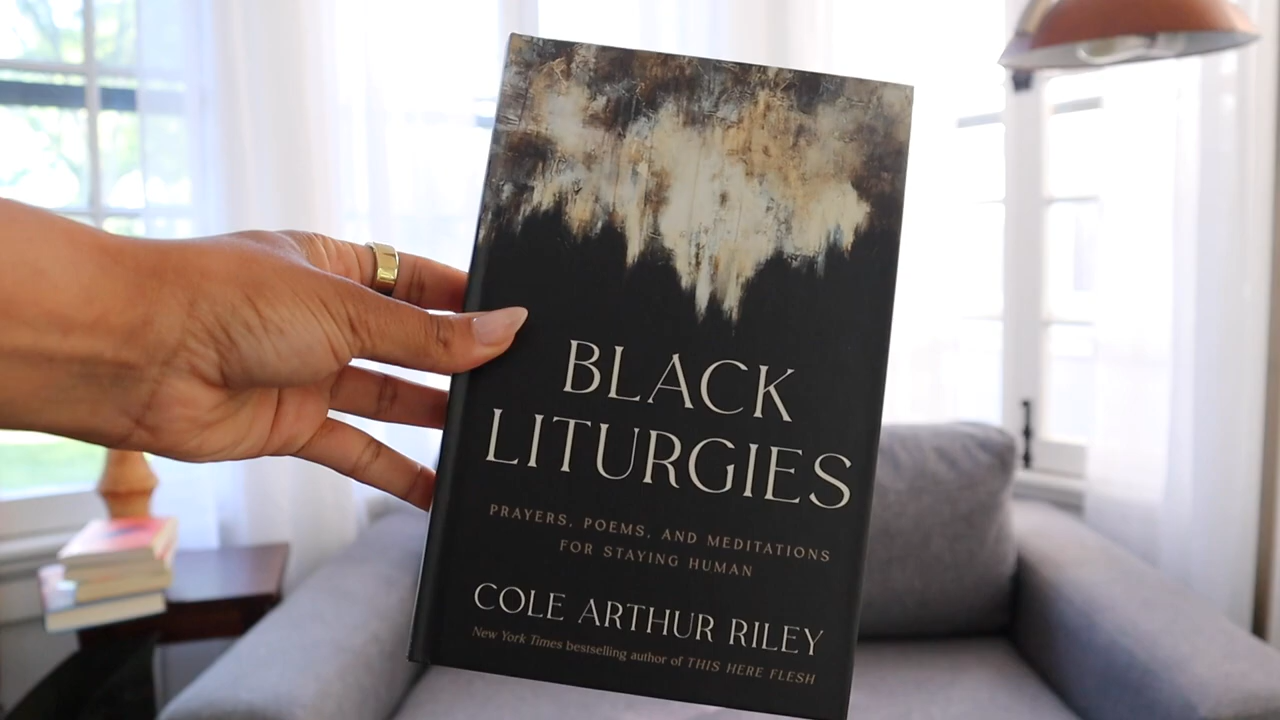 BLACK
LITURGIES
PRAYERS, POEMS, AND MEDITATIONS
FOR STAYING HUMAN
COLE ARTHUR RILEY
New York Times bestselling author of THIS HERE FLESH